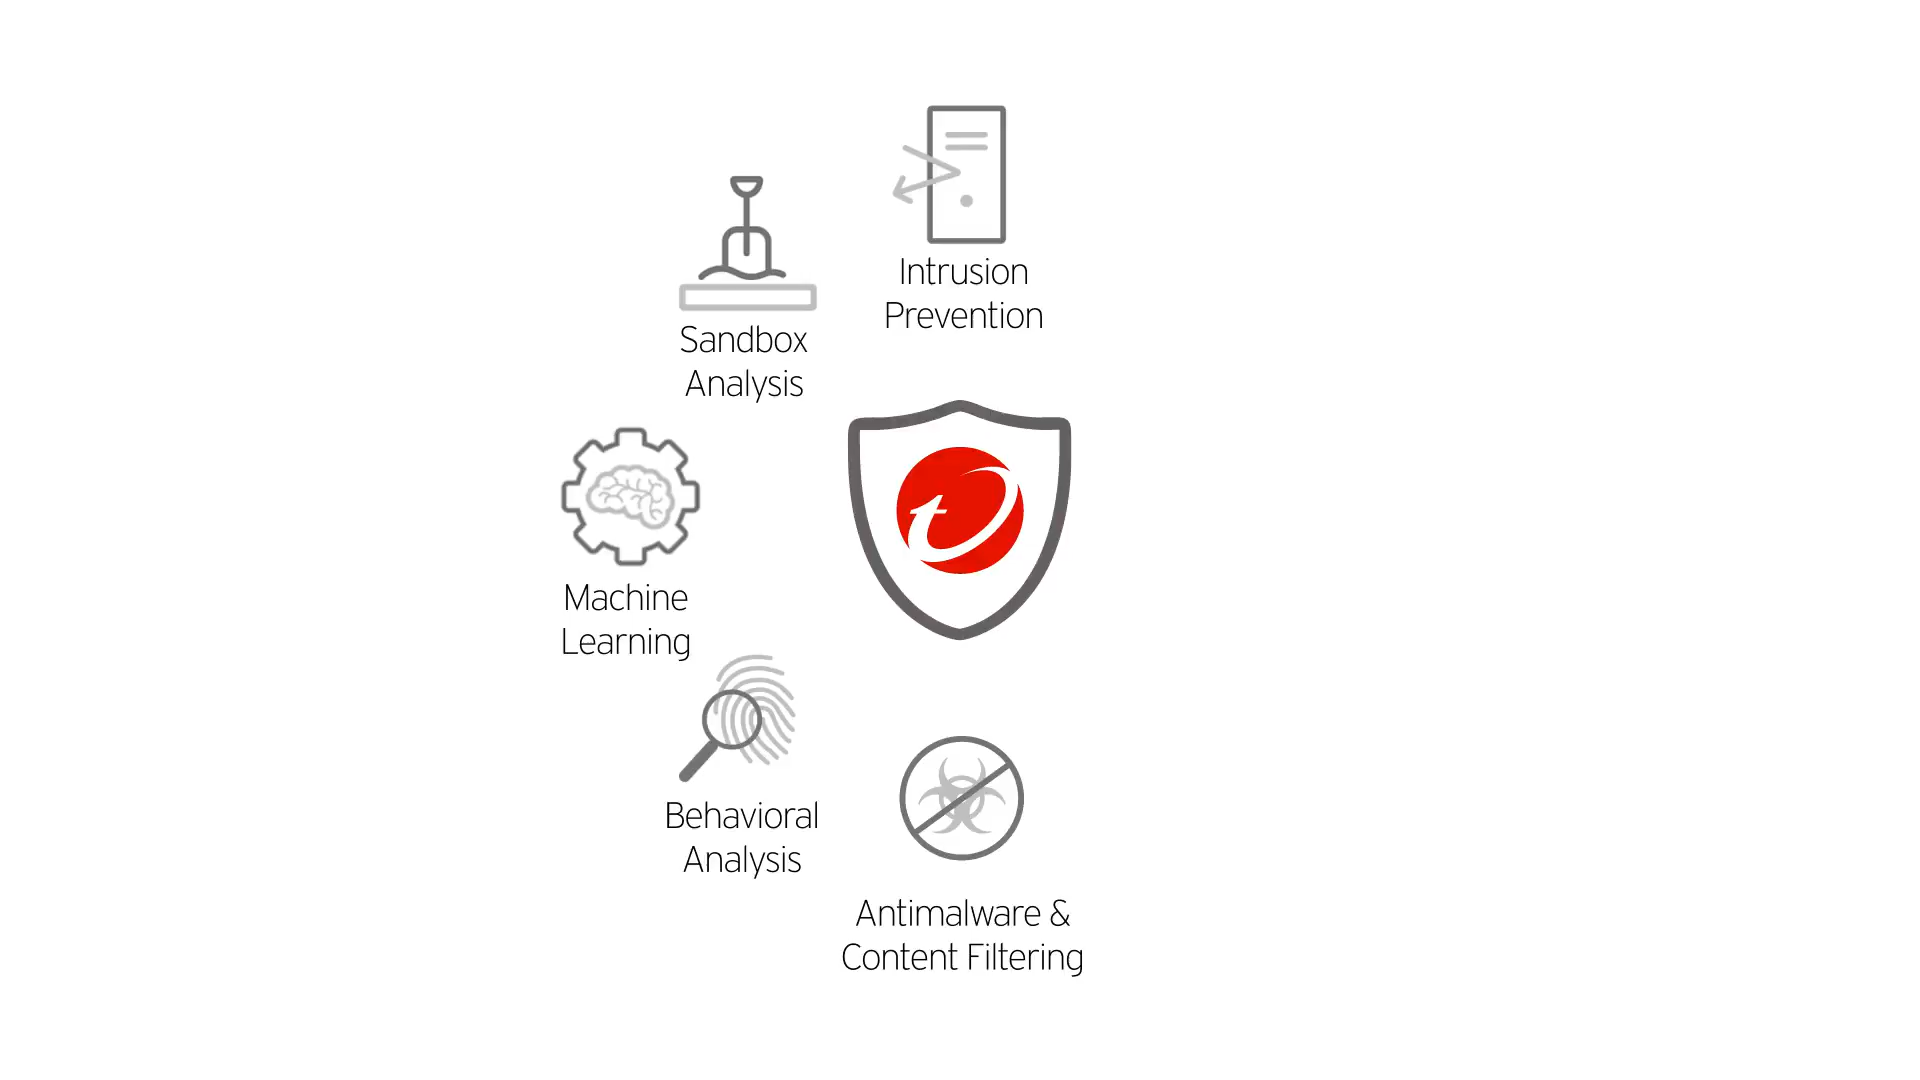 Intrusion
Prevention
Sandbox
Analysis
Machine
Learning
Behavioral
Analysis
Antimalware &
Content Filtering